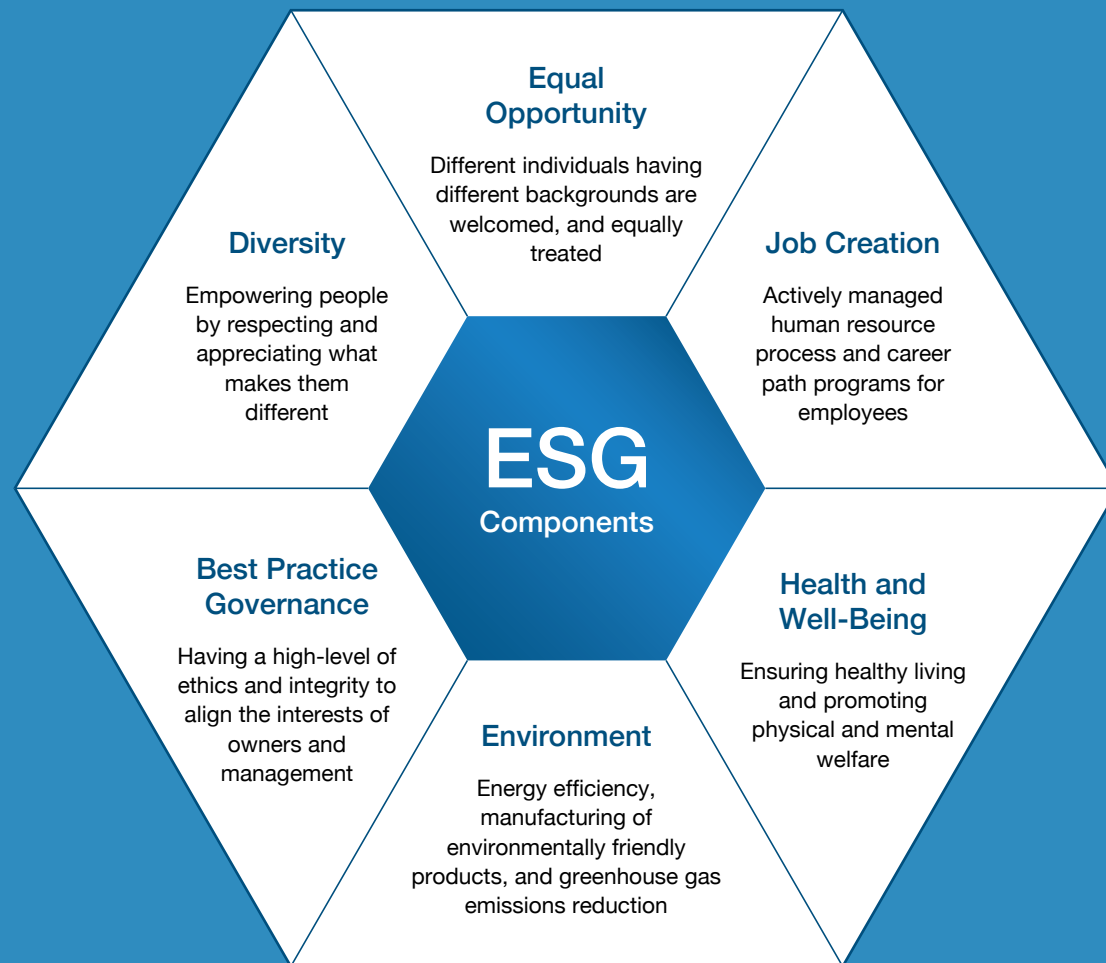 Equal
Opportunity
Different individuals having
different backgrounds are
welcomed, and equally
treated
Diversity
Empowering people
by respecting and
appreciating what
makes them
different
Job Creation
Actively managed
human resource
process and career
path programs for
employees
ESG
Components
Best Practice
Governance
Having a high-level of
ethics and integrity to
align the interests of
owners and
management
Health and
Well-Being
Ensuring healthy living
and promoting
physical and mental
welfare
Environment
Energy efficiency,
manufacturing of
environmentally friendly
products, and greenhouse gas
emissions reduction